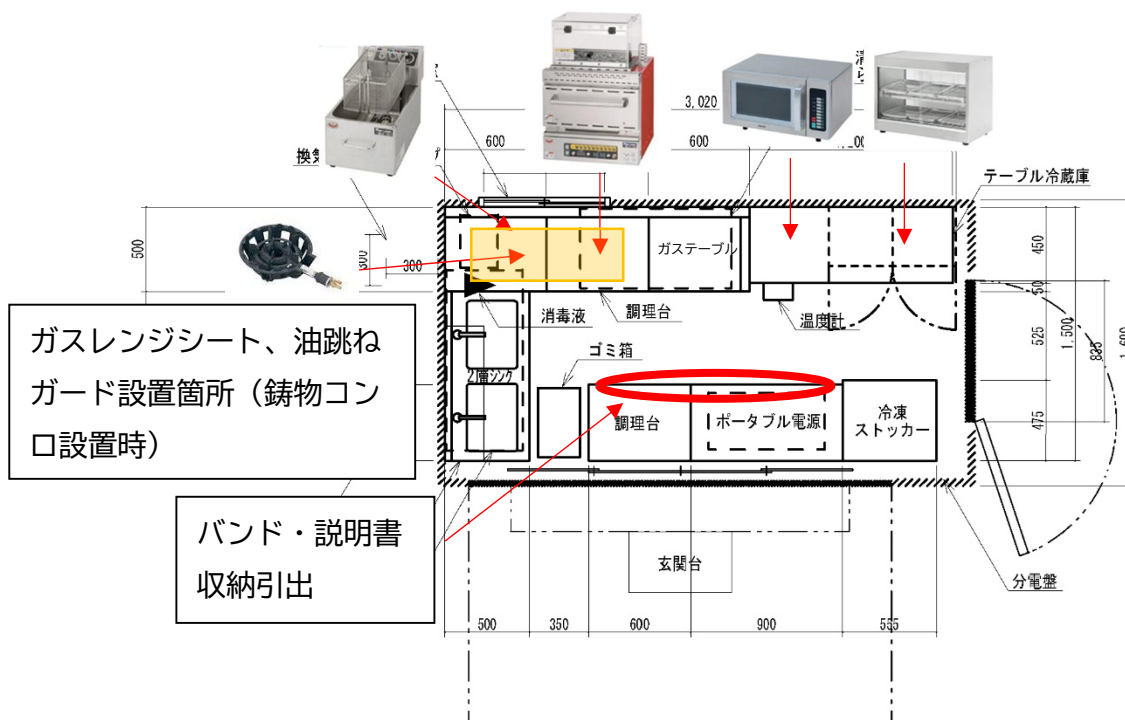 3,020
600
600
換気
テーブル冷蔵庫
500
300
300
ガステーブル
450
50
525
1,500
835
475
消毒液
調理台
温度計
ガスレンジシート、油跳ね
ガード設置箇所（鋳物コン
ロ設置時）
ゴミ箱
2層シンク
調理台
ポータブル電源
冷凍
ストッカー
バンド・説明書
収納引出
玄関台
分電盤
500
350
600
900
555